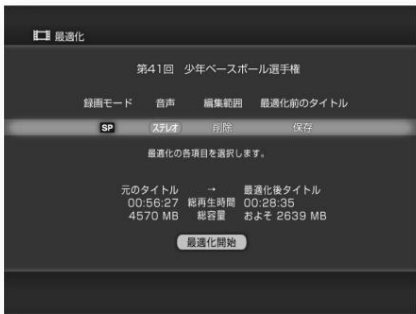 最適化
第41回 少年ベースボール選手権
録画モード 音声 編集範囲 最適化前のタイトル
SP ステレオ 削除 保存
最適化の各項目を選択します。
元のタイトル → 最適化後タイトル
00:56:27 総再生時間 00:28:35
4570 MB 総容量 およそ 2639 MB
最適化開始